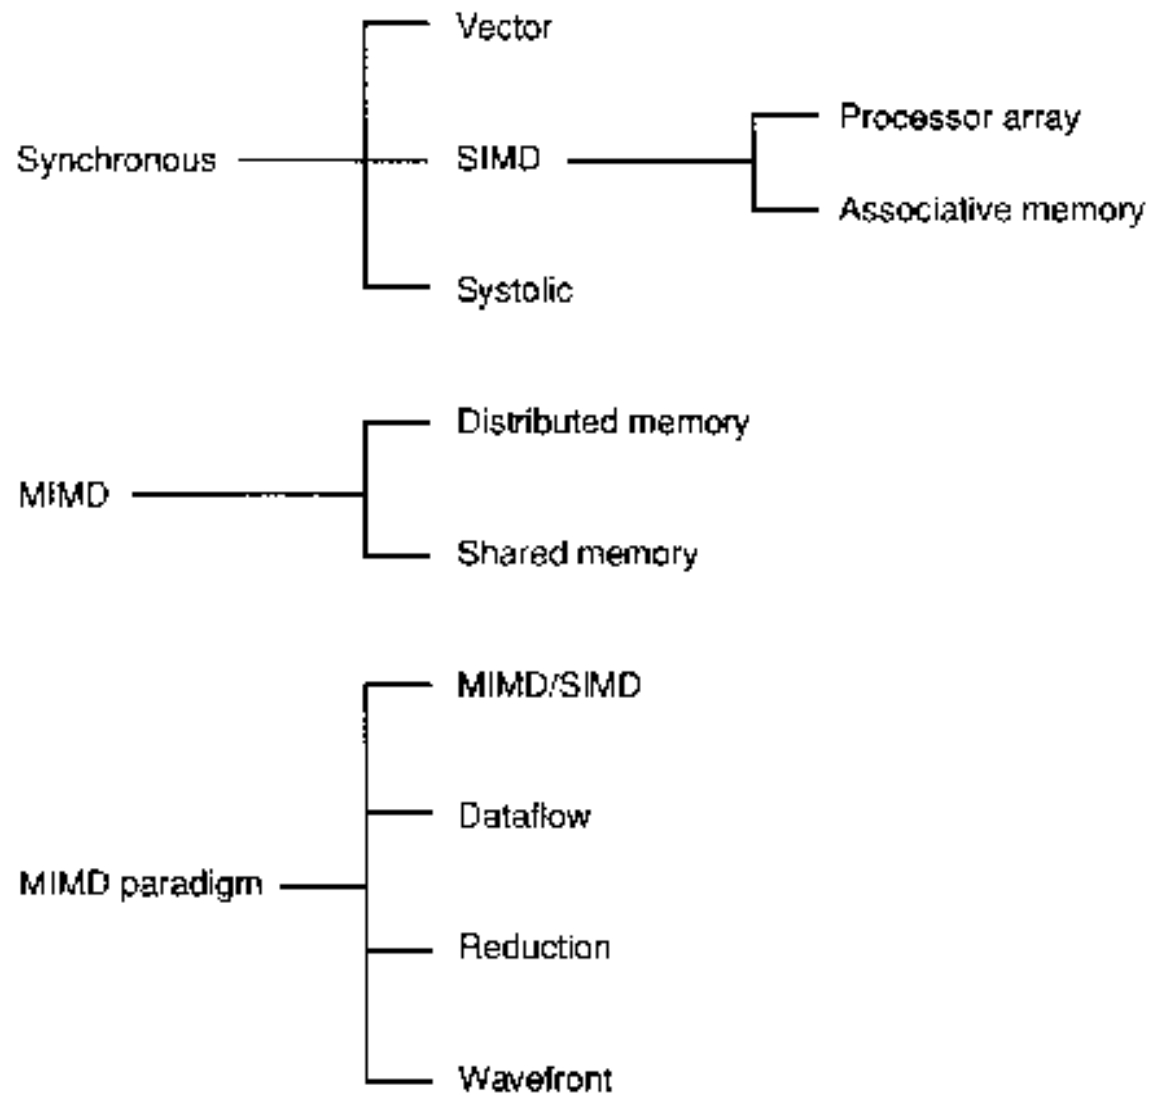 Vector
Processor array
Synchronous
SIMD
Associative memory
Systolic
Distributed memory
MIMD
Shared memory
MIMD/SIMD
Dataflow
MIMD paradigm
Reduction
Wavefront